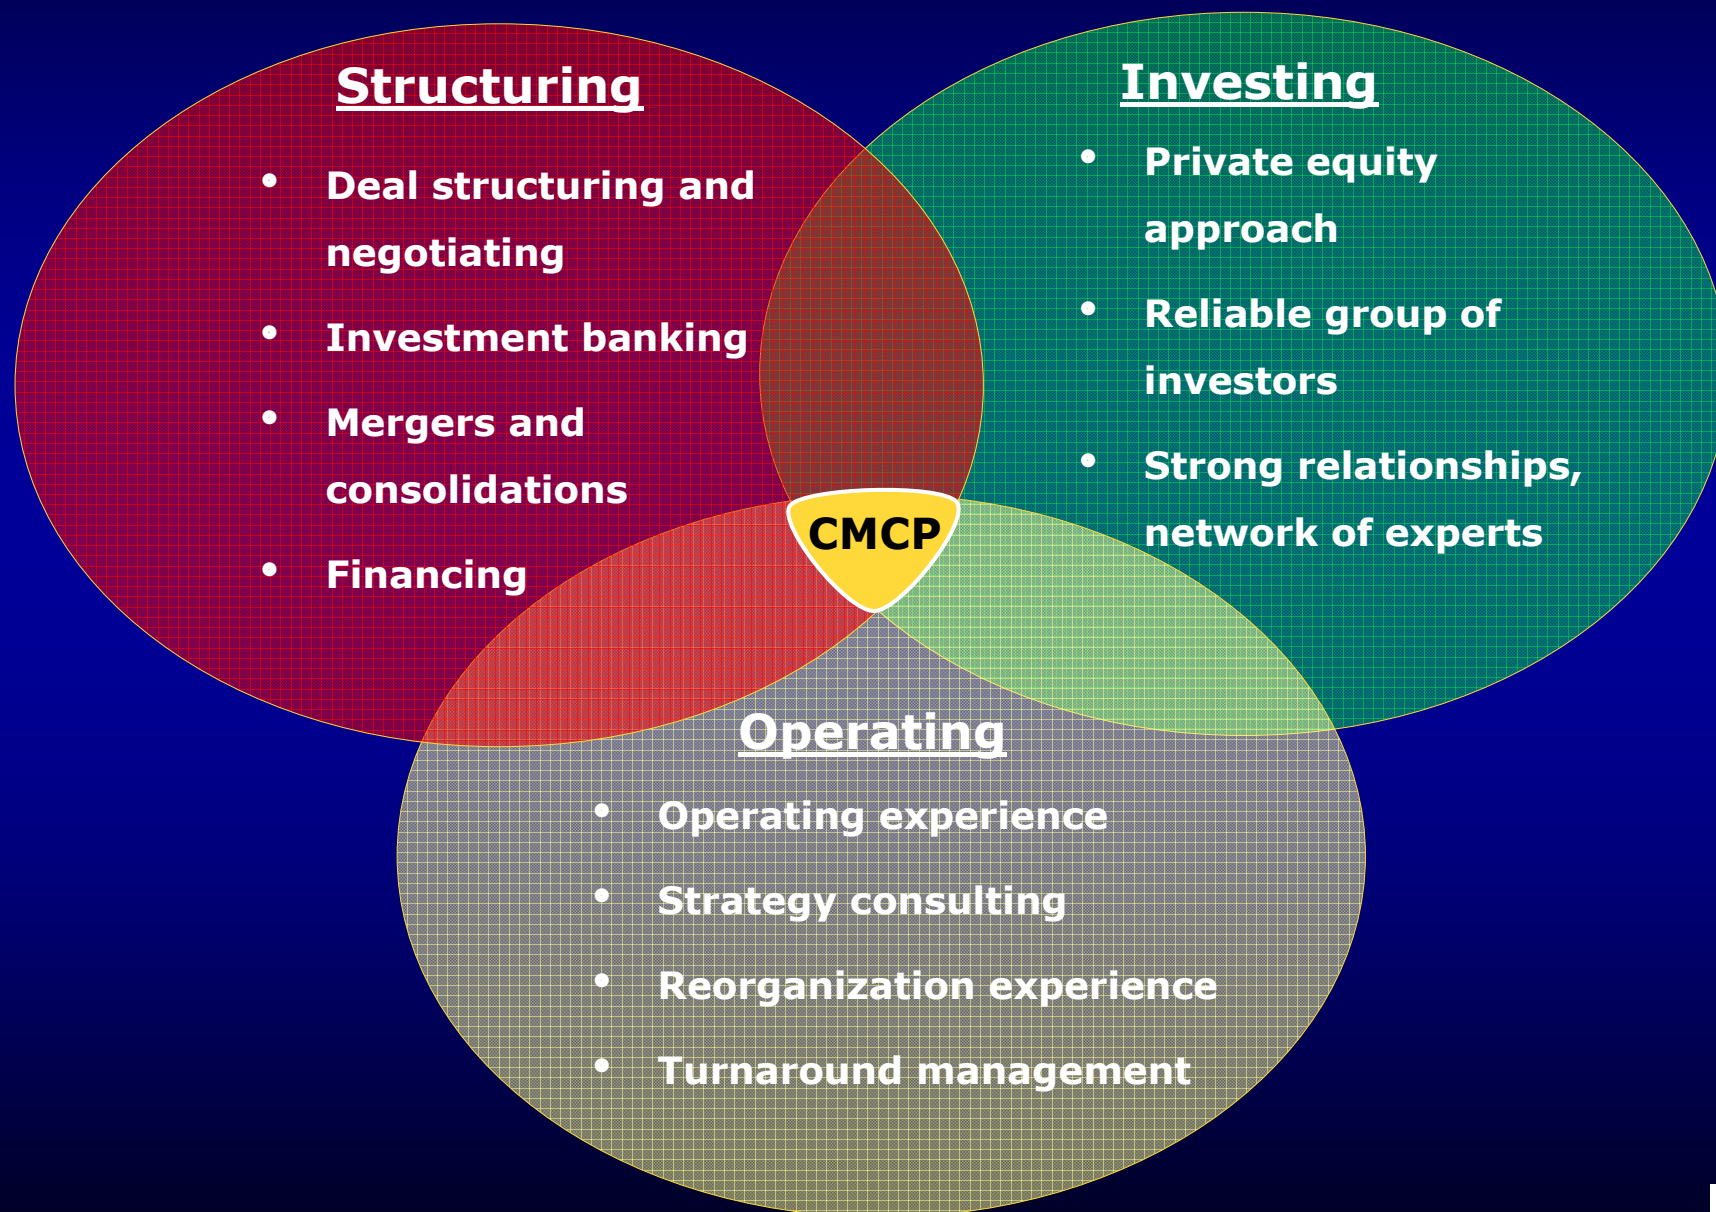 Structuring
• Deal structuring and
negotiating
• Investment banking
• Mergers and
consolidations
• Financing
Investing
• Private equity
approach
• Reliable group of
investors
• Strong relationships,
network of experts
CMCP
Operating
• Operating experience
• Strategy consulting
• Reorganization experience
• Turnaround management